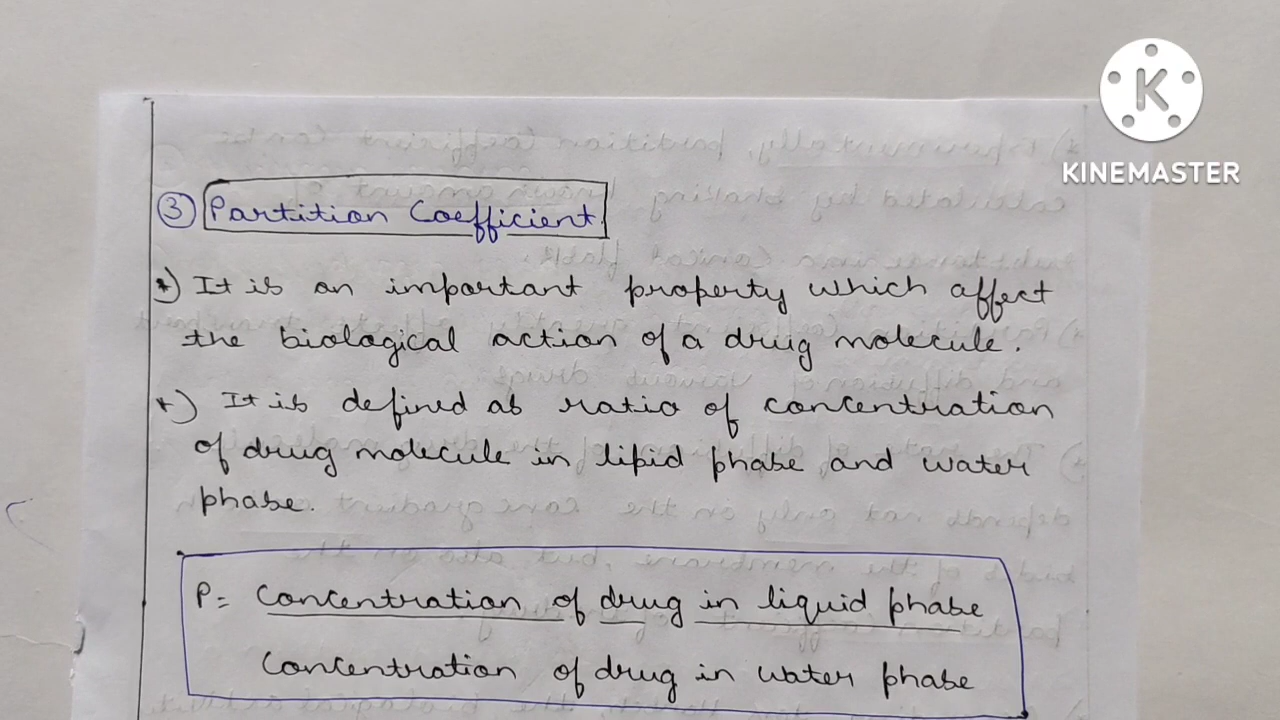 K
KINEMASTER
③ Partition Coefficient.
*) It is an important property which affect
the biological action of a drug molecule.
*) It is defined as ratio of concentration
of drug molecule in lipid phase and water
phase.
P = Concentration of drug in liquid phase
Concentration of drug in water phase